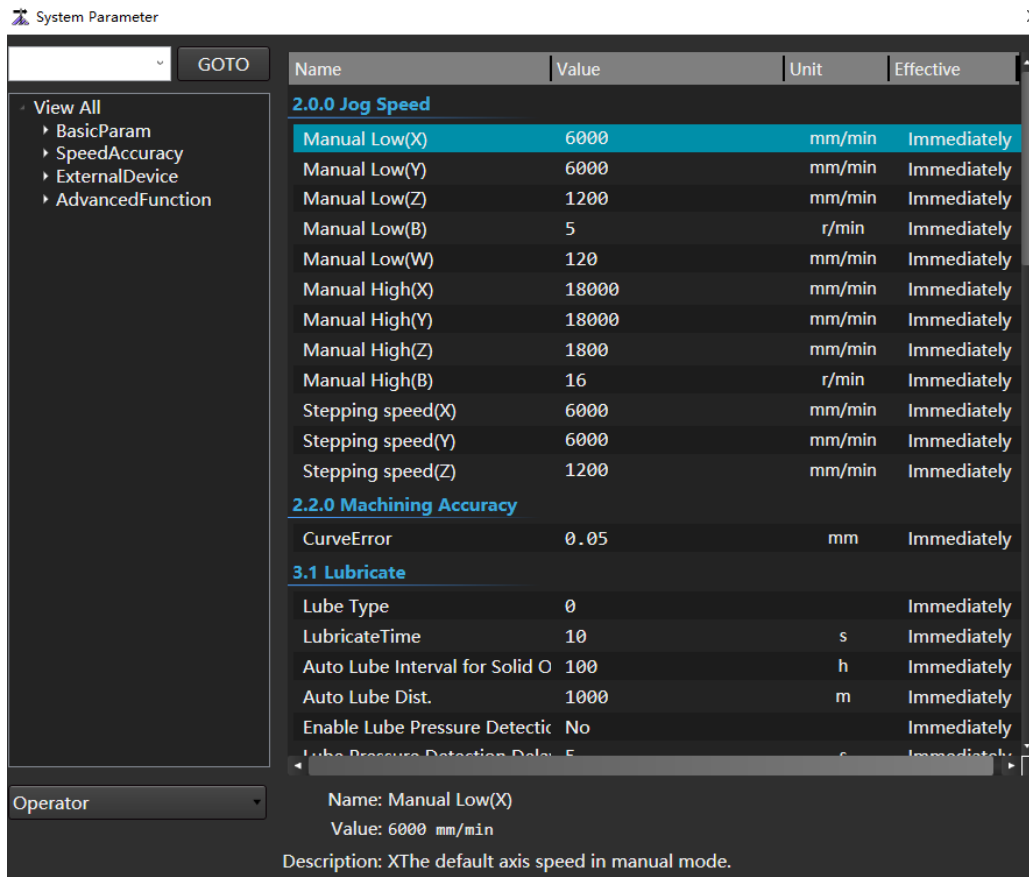 System Parameter
GOTO
View All
BasicParam
SpeedAccuracy
ExternalDevice
AdvancedFunction
Name Value Unit Effective
2.0.0 Jog Speed
Manual Low(X) 6000 mm/min Immediately
Manual Low(Y) 6000 mm/min Immediately
Manual Low(Z) 1200 mm/min Immediately
Manual Low(B) 5 r/min Immediately
Manual Low(W) 120 mm/min Immediately
Manual High(X) 18000 mm/min Immediately
Manual High(Y) 18000 mm/min Immediately
Manual High(Z) 1800 mm/min Immediately
Manual High(B) 16 r/min Immediately
Stepping speed(X) 6000 mm/min Immediately
Stepping speed(Y) 6000 mm/min Immediately
Stepping speed(Z) 1200 mm/min Immediately
2.2.0 Machining Accuracy
CurveError 0.05 mm Immediately
3.1 Lubricate
Lube Type 0 Immediately
LubricateTime 10 s Immediately
Auto Lube Interval for Solid O 100 h Immediately
Auto Lube Dist. 1000 m Immediately
Enable Lube Pressure Detectic No Immediately
Lube Pressure Detection Dela 5 s Immediately
Operator
Name: Manual Low(X)
Value: 6000 mm/min
Description: XThe default axis speed in manual mode.